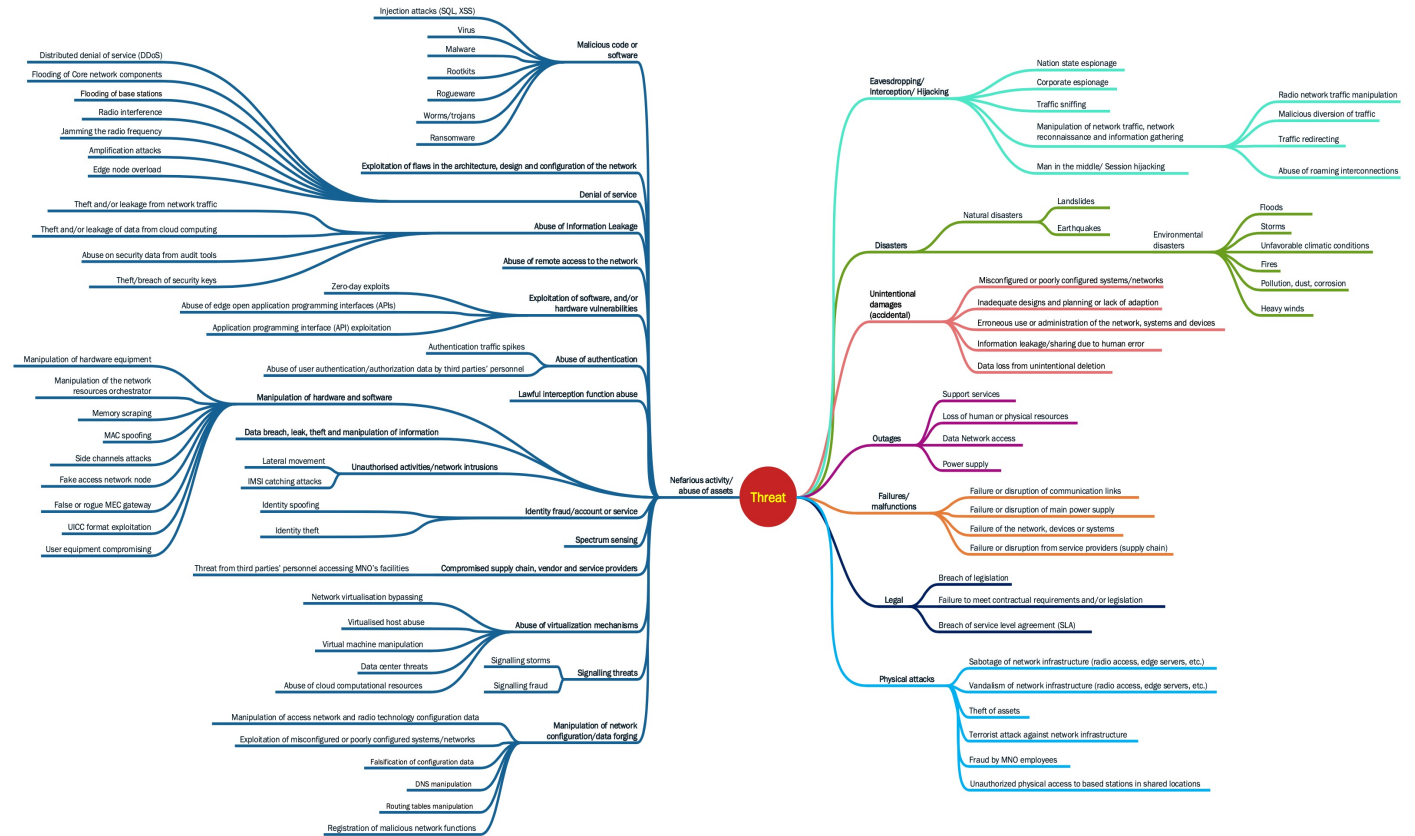 Threat
Nefarious activity/
abuse of assets
Malicious code or
software
Injection attacks (SQL, XSS)
Virus
Malware
Rootkits
Rogueware
Worms/trojans
Ransomware
Exploitation of flaws in the architecture, design and configuration of the network
Denial of service
Distributed denial of service (DDoS)
Flooding of Core network components
Flooding of base stations
Radio interference
Jamming the radio frequency
Amplification attacks
Edge node overload
Abuse of Information Leakage
Theft and/or leakage from network traffic
Theft and/or leakage of data from cloud computing
Abuse on security data from audit tools
Theft/breach of security keys
Abuse of remote access to the network
Exploitation of software, and/or
hardware vulnerabilities
Zero-day exploits
Abuse of edge open application programming interfaces (APIs)
Application programming interface (API) exploitation
Abuse of authentication
Authentication traffic spikes
Abuse of user authentication/authorization data by third parties' personnel
Lawful interception function abuse
Manipulation of hardware and software
Manipulation of hardware equipment
Manipulation of the network
resources orchestrator
Memory scraping
MAC spoofing
Side channels attacks
Fake access network node
False or rogue MEC gateway
UICC format exploitation
User equipment compromising
Data breach, leak, theft and manipulation of information
Unauthorised activities/network intrusions
Lateral movement
IMSI catching attacks
Identity fraud/account or service
Identity spoofing
Identity theft
Spectrum sensing
Compromised supply chain, vendor and service providers
Threat from third parties' personnel accessing MNO's facilities
Abuse of virtualization mechanisms
Network virtualisation bypassing
Virtualised host abuse
Virtual machine manipulation
Data center threats
Abuse of cloud computational resources
Signalling threats
Signalling storms
Signalling fraud
Manipulation of network
configuration/data forging
Manipulation of access network and radio technology configuration data
Exploitation of misconfigured or poorly configured systems/networks
Falsification of configuration data
DNS manipulation
Routing tables manipulation
Registration of malicious network functions
Eavesdropping/
Interception/ Hijacking
Nation state espionage
Corporate espionage
Traffic sniffing
Manipulation of network traffic, network
reconnaissance and information gathering
Radio network traffic manipulation
Malicious diversion of traffic
Traffic redirecting
Abuse of roaming interconnections
Man in the middle/ Session hijacking
Disasters
Natural disasters
Landslides
Earthquakes
Environmental
disasters
Floods
Storms
Unfavorable climatic conditions
Fires
Pollution, dust, corrosion
Heavy winds
Unintentional
damages
(accidental)
Misconfigured or poorly configured systems/networks
Inadequate designs and planning or lack of adaption
Erroneous use or administration of the network, systems and devices
Information leakage/sharing due to human error
Data loss from unintentional deletion
Outages
Support services
Loss of human or physical resources
Data Network access
Power supply
Failures/
malfunctions
Failure or disruption of communication links
Failure or disruption of main power supply
Failure of the network, devices or systems
Failure or disruption from service providers (supply chain)
Legal
Breach of legislation
Failure to meet contractual requirements and/or legislation
Breach of service level agreement (SLA)
Physical attacks
Sabotage of network infrastructure (radio access, edge servers, etc.)
Vandalism of network infrastructure (radio access, edge servers, etc.)
Theft of assets
Terrorist attack against network infrastructure
Fraud by MNO employees
Unauthorized physical access to based stations in shared locations